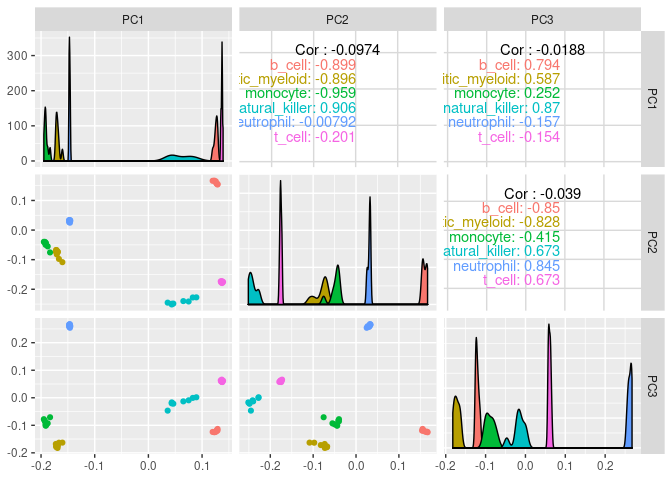 PC1 PC2 PC3
Cor : -0.0974
b_cell: -0.899
itic_myeloid: -0.896
monocyte: -0.959
natural_killer: 0.906
eutrophil: -0.00792
t_cell: -0.201
Cor : -0.0188
b_cell: 0.794
itic_myeloid: 0.587
monocyte: 0.252
natural_killer: 0.87
neutrophil: -0.157
t_cell: -0.154
300
200
100
0
PC1
Cor : -0.039
b_cell: -0.85
itic_myeloid: -0.828
monocyte: -0.415
natural_killer: 0.673
neutrophil: 0.845
t_cell: 0.673
0.1
0.0
-0.1
-0.2
PC2
0.2
0.1
0.0
-0.1
-0.2
PC3
-0.2 -0.1 0.0 0.1 -0.2 -0.1 0.0 0.1 -0.2 -0.1 0.0 0.1 0.2